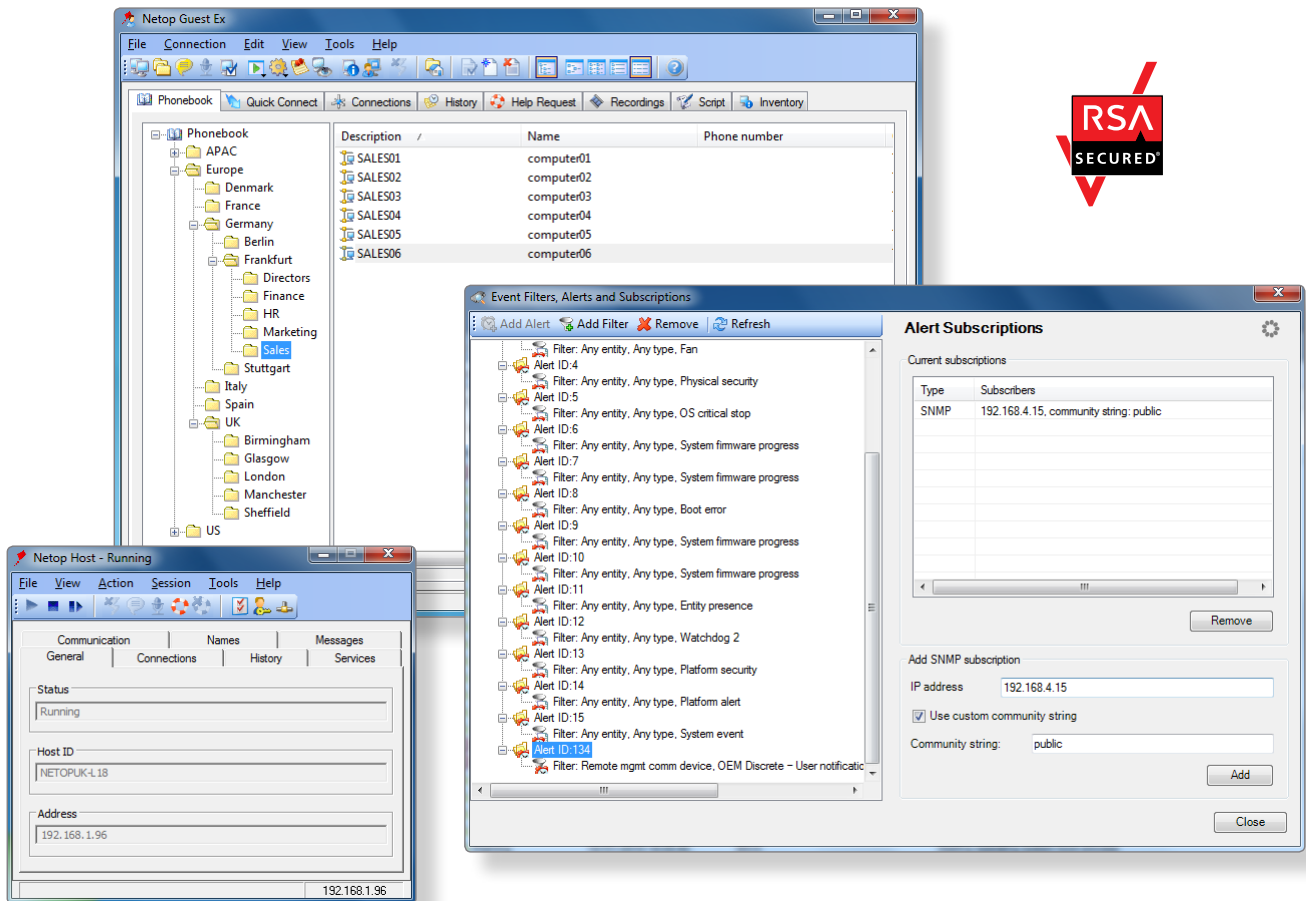 Netop Guest Ex
File Connection Edit View Tools Help
Phonebook Quick Connect Connections History Help Request Recordings Script Inventory
Phonebook
APAC
Europe
Denmark
France
Germany
Berlin
Frankfurt
Directors
Finance
HR
Marketing
Sales
Stuttgart
Italy
Spain
UK
Birmingham
Glasgow
London
Manchester
Sheffield
US
Description / Name Phone number
SALES01 computer01
SALES02 computer02
SALES03 computer03
SALES04 computer04
SALES05 computer05
SALES06 computer06
RSA
SECURED®
Event Filters, Alerts and Subscriptions
Add Alert Add Filter Remove Refresh
Filter: Any entity, Any type, Fan
Alert ID:4
Filter: Any entity, Any type, Physical security
Alert ID:5
Filter: Any entity, Any type, OS critical stop
Alert ID:6
Filter: Any entity, Any type, System firmware progress
Alert ID:7
Filter: Any entity, Any type, System firmware progress
Alert ID:8
Filter: Any entity, Any type, Boot error
Alert ID:9
Filter: Any entity, Any type, System firmware progress
Alert ID:10
Filter: Any entity, Any type, System firmware progress
Alert ID:11
Filter: Any entity, Any type, Entity presence
Alert ID:12
Filter: Any entity, Any type, Watchdog 2
Alert ID:13
Filter: Any entity, Any type, Platform security
Alert ID:14
Filter: Any entity, Any type, Platform alert
Alert ID:15
Filter: Any entity, Any type, System event
Alert ID:134
Filter: Remote mgmt comm device, OEM Discrete - User notificatic
Alert Subscriptions
Current subscriptions
Type Subscribers
SNMP 192.168.4.15, community string: public
Remove
Add SNMP subscription
IP address 192.168.4.15
Use custom community string
Community string: public
Add
Close
Netop Host - Running
File View Action Session Tools Help
Communication Names Messages
General Connections History Services
Status
Running
Host ID
NETOPUK-L18
Address
192.168.1.96
192.168.1.96